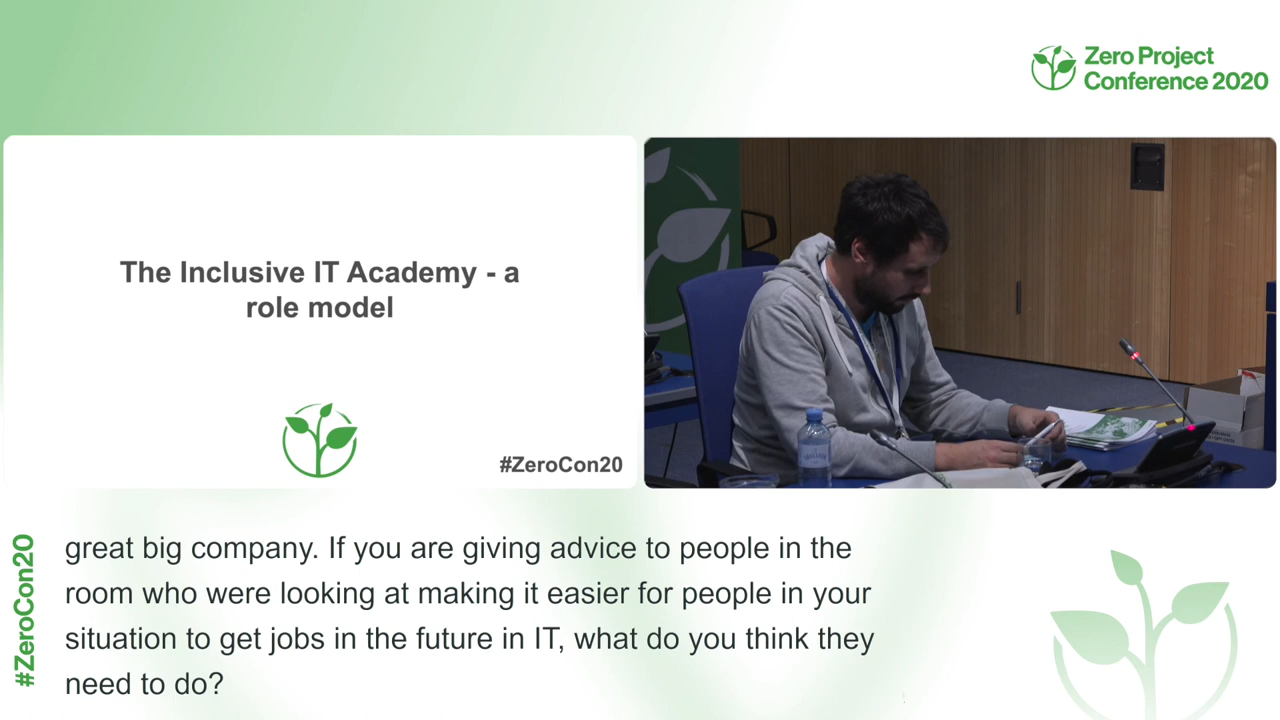 Zero Project
Conference 2020
The Inclusive IT Academy - a
role model
#ZeroCon20
#ZeroCon20
great big company. If you are giving advice to people in the
room who were looking at making it easier for people in your
situation to get jobs in the future in IT, what do you think they
need to do?